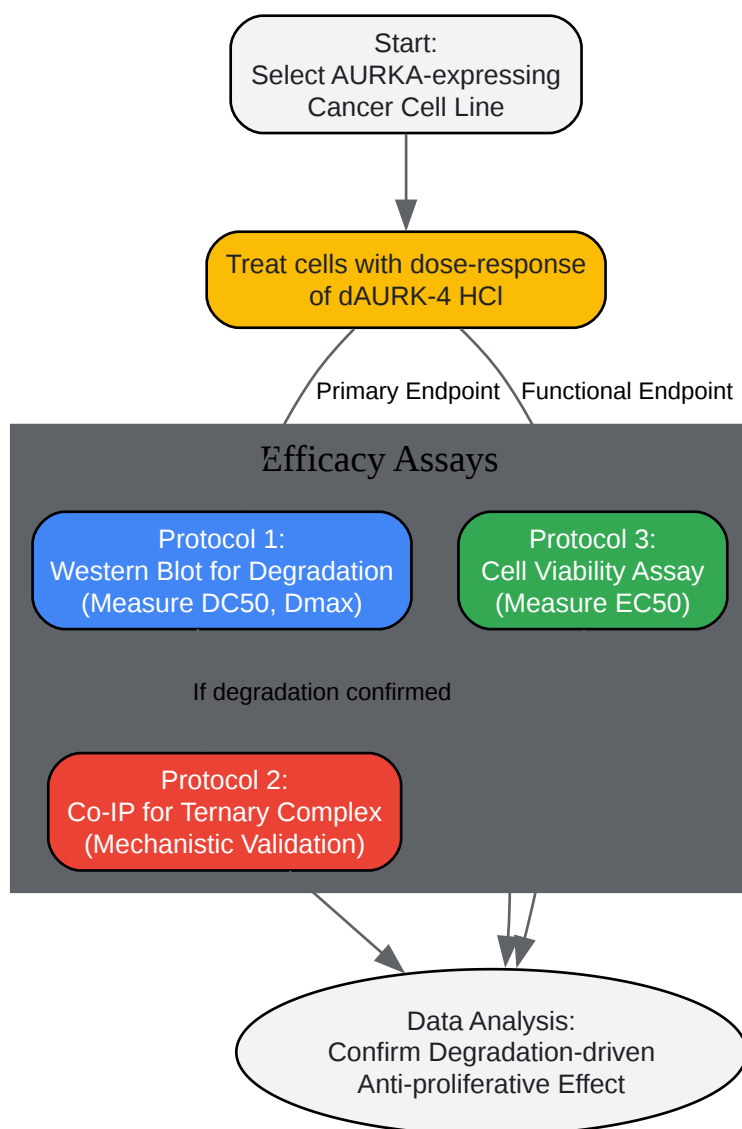 Start:
Select AURKA-expressing
Cancer Cell Line
Treat cells with dose-response
of dAURK-4 HCl
Primary Endpoint
Functional Endpoint
Efficacy Assays
Protocol 1:
Western Blot for Degradation
(Measure DC50, Dmax)
Protocol 3:
Cell Viability Assay
(Measure EC50)
If degradation confirmed
Protocol 2:
Co-IP for Ternary Complex
(Mechanistic Validation)
Data Analysis:
Confirm Degradation-driven
Anti-proliferative Effect